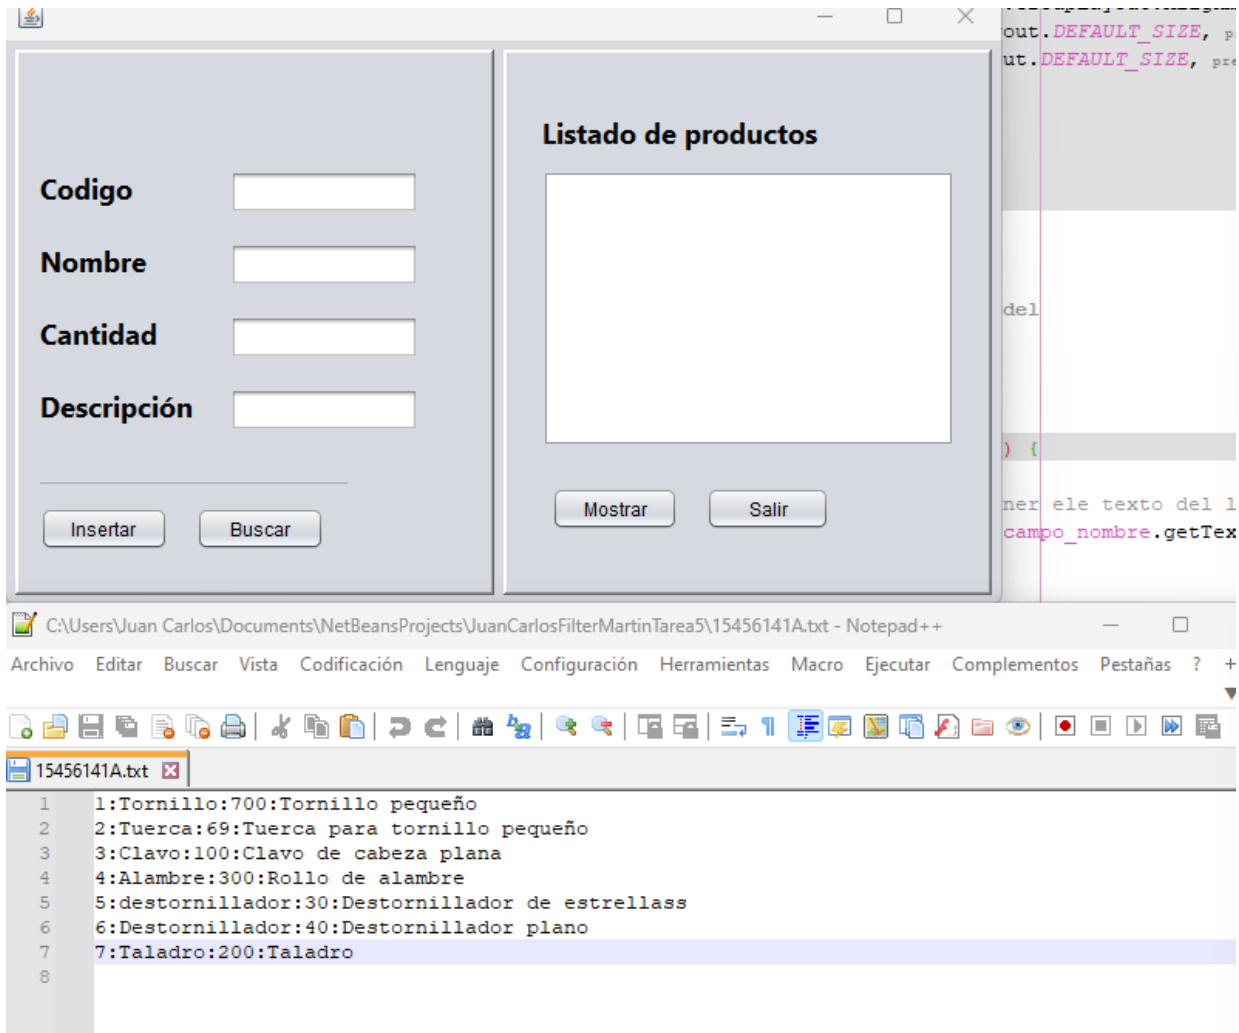 out.DEFAULT_SIZE,
ut.DEFAULT_SIZE,
Listado de productos
Codigo
Nombre
Cantidad
Descripción
Insertar Buscar
Mostrar Salir
del
) {
ner ele texto del l
campo_nombre.getTex
C:\Users\Juan Carlos\Documents\NetBeansProjects\JuanCarlosFilterMartinTarea5\15456141A.txt - Notepad++
Archivo Editar Buscar Vista Codificación Lenguaje Configuración Herramientas Macro Ejecutar Complementos Pestañas ? +
15456141A.txt
1 1:Tornillo:700:Tornillo pequeño
2 2:Tuerca:69:Tuerca para tornillo pequeño
3 3:Clavo:100:Clavo de cabeza plana
4 4:Alambre:300:Rollo de alambre
5 5:destornillador:30:Destornillador de estrellass
6 6:Destornillador:40:Destornillador plano
7 7:Taladro:200:Taladro
8